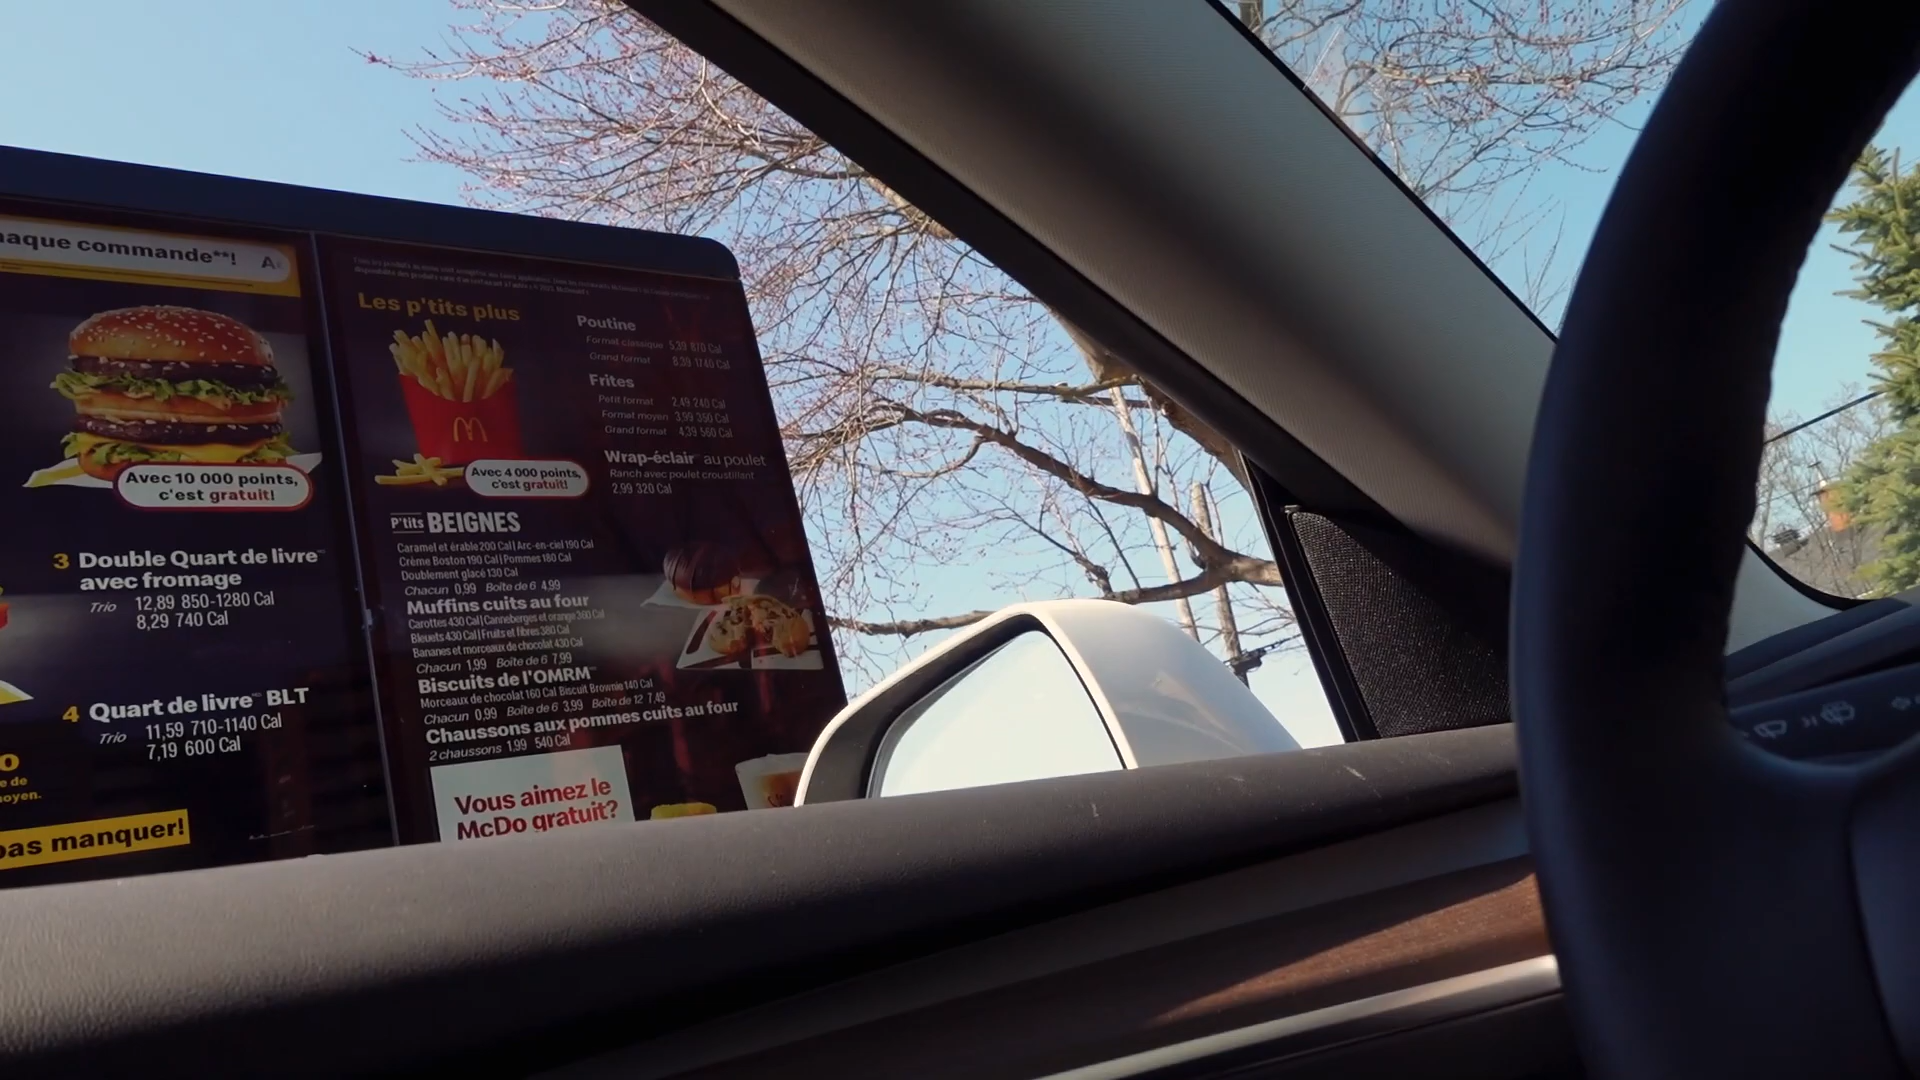 haque commande**!
Avec 10 000 points,
c'est gratuit!
3 Double Quart de livre
avec fromage
Trio 12,89 850-1280 Cal
8,29 740 Cal
4 Quart de livre BLT
Trio 11,59 710-1140 Cal
7,19 600 Cal
pas manquer!
Les p'tits plus
Avec 4 000 points,
c'est gratuit!
Poutine
Format classique 5,39 870 Cal
Grand format 8,39 1740 Cal
Frites
Petit format 2,49 240 Cal
Format moyen 3,99 350 Cal
Grand format 4,39 560 Cal
Wrap-éclair au poulet
Ranch avec poulet croustillant
2,99 320 Cal
P'tits BEIGNES
Caramel et érable 200 Cal | Arc-en-ciel 190 Cal
Crème Boston 190 Cal | Pommes 180 Cal
Doublement glacé 130 Cal
Chacun 0,99 Boîte de 6 4,99
Muffins cuits au four
Carottes 430 Cal | Canneberges et orange 360 Cal
Bleuets 430 Cal | Fruits et fibres 380 Cal
Bananes et morceaux de chocolat 430 Cal
Chacun 1,99 Boîte de 6 7,99
Biscuits de l'OMRM
Morceaux de chocolat 160 Cal Biscuit Brownie 140 Cal
Chacun 0,99 Boîte de 6 3,99 Boîte de 12 7,49
Chaussons aux pommes cuits au four
2 chaussons 1,99 540 Cal
Vous aimez le
McDo gratuit?